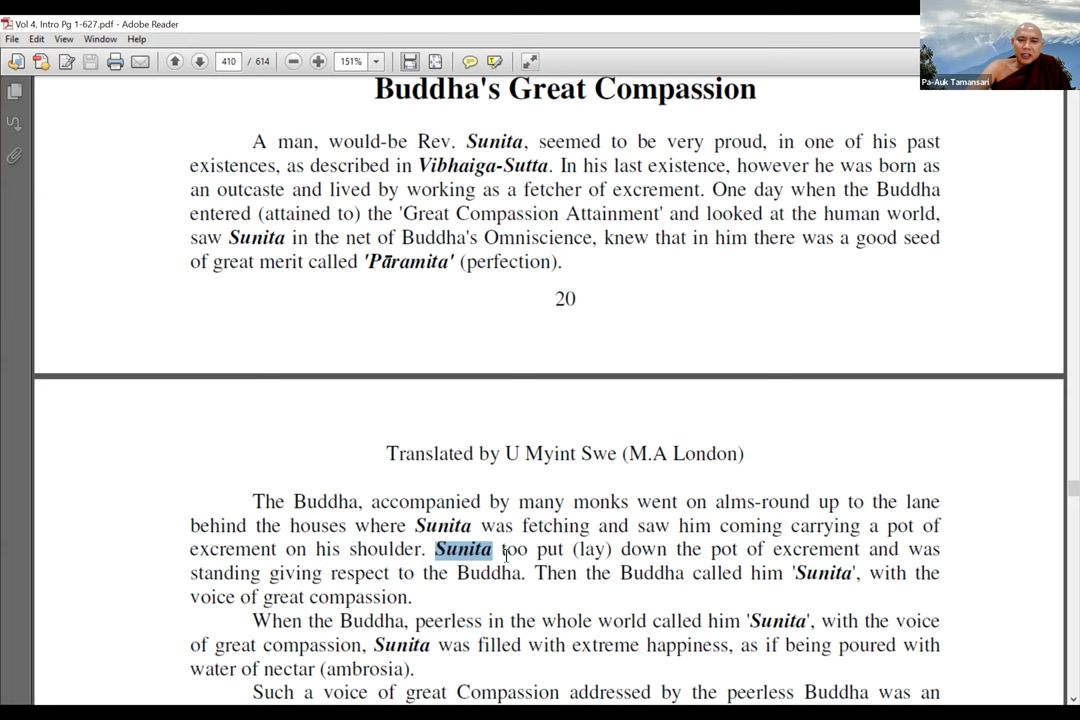 Vol 4, Intro Pg 1-627.pdf - Adobe Reader
File Edit View Window Help
410 / 614 151%
Pa-Auk Tamansari
Buddha's Great Compassion
A man, would-be Rev. Sunita, seemed to be very proud, in one of his past
existences, as described in Vibhaiga-Sutta. In his last existence, however he was born as
an outcaste and lived by working as a fetcher of excrement. One day when the Buddha
entered (attained to) the 'Great Compassion Attainment' and looked at the human world,
saw Sunita in the net of Buddha's Omniscience, knew that in him there was a good seed
of great merit called 'Pāramita' (perfection).
20
Translated by U Myint Swe (M.A London)
The Buddha, accompanied by many monks went on alms-round up to the lane
behind the houses where Sunita was fetching and saw him coming carrying a pot of
excrement on his shoulder. Sunita too put (lay) down the pot of excrement and was
standing giving respect to the Buddha. Then the Buddha called him 'Sunita', with the
voice of great compassion.
When the Buddha, peerless in the whole world called him 'Sunita', with the voice
of great compassion, Sunita was filled with extreme happiness, as if being poured with
water of nectar (ambrosia).
Such a voice of great Compassion addressed by the peerless Buddha was an